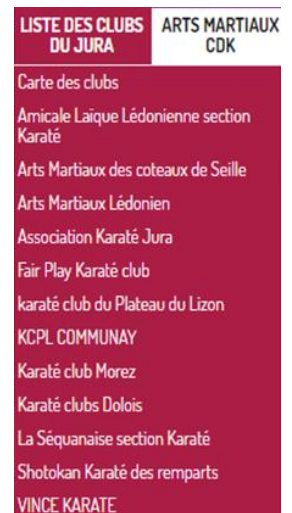 LISTE DES CLUBS
DU JURA
ARTS MARTIAUX
CDK
Carte des clubs
Amicale Laïque Lédonienne section
Karaté
Arts Martiaux des coteaux de Seille
Arts Martiaux Lédonien
Association Karaté Jura
Fair Play Karaté club
karaté club du Plateau du Lizon
KCPL COMMUNAY
Karaté club Morez
Karaté clubs Dolois
La Séquanaise section Karaté
Shotokan Karaté des remparts
VINCE KARATE